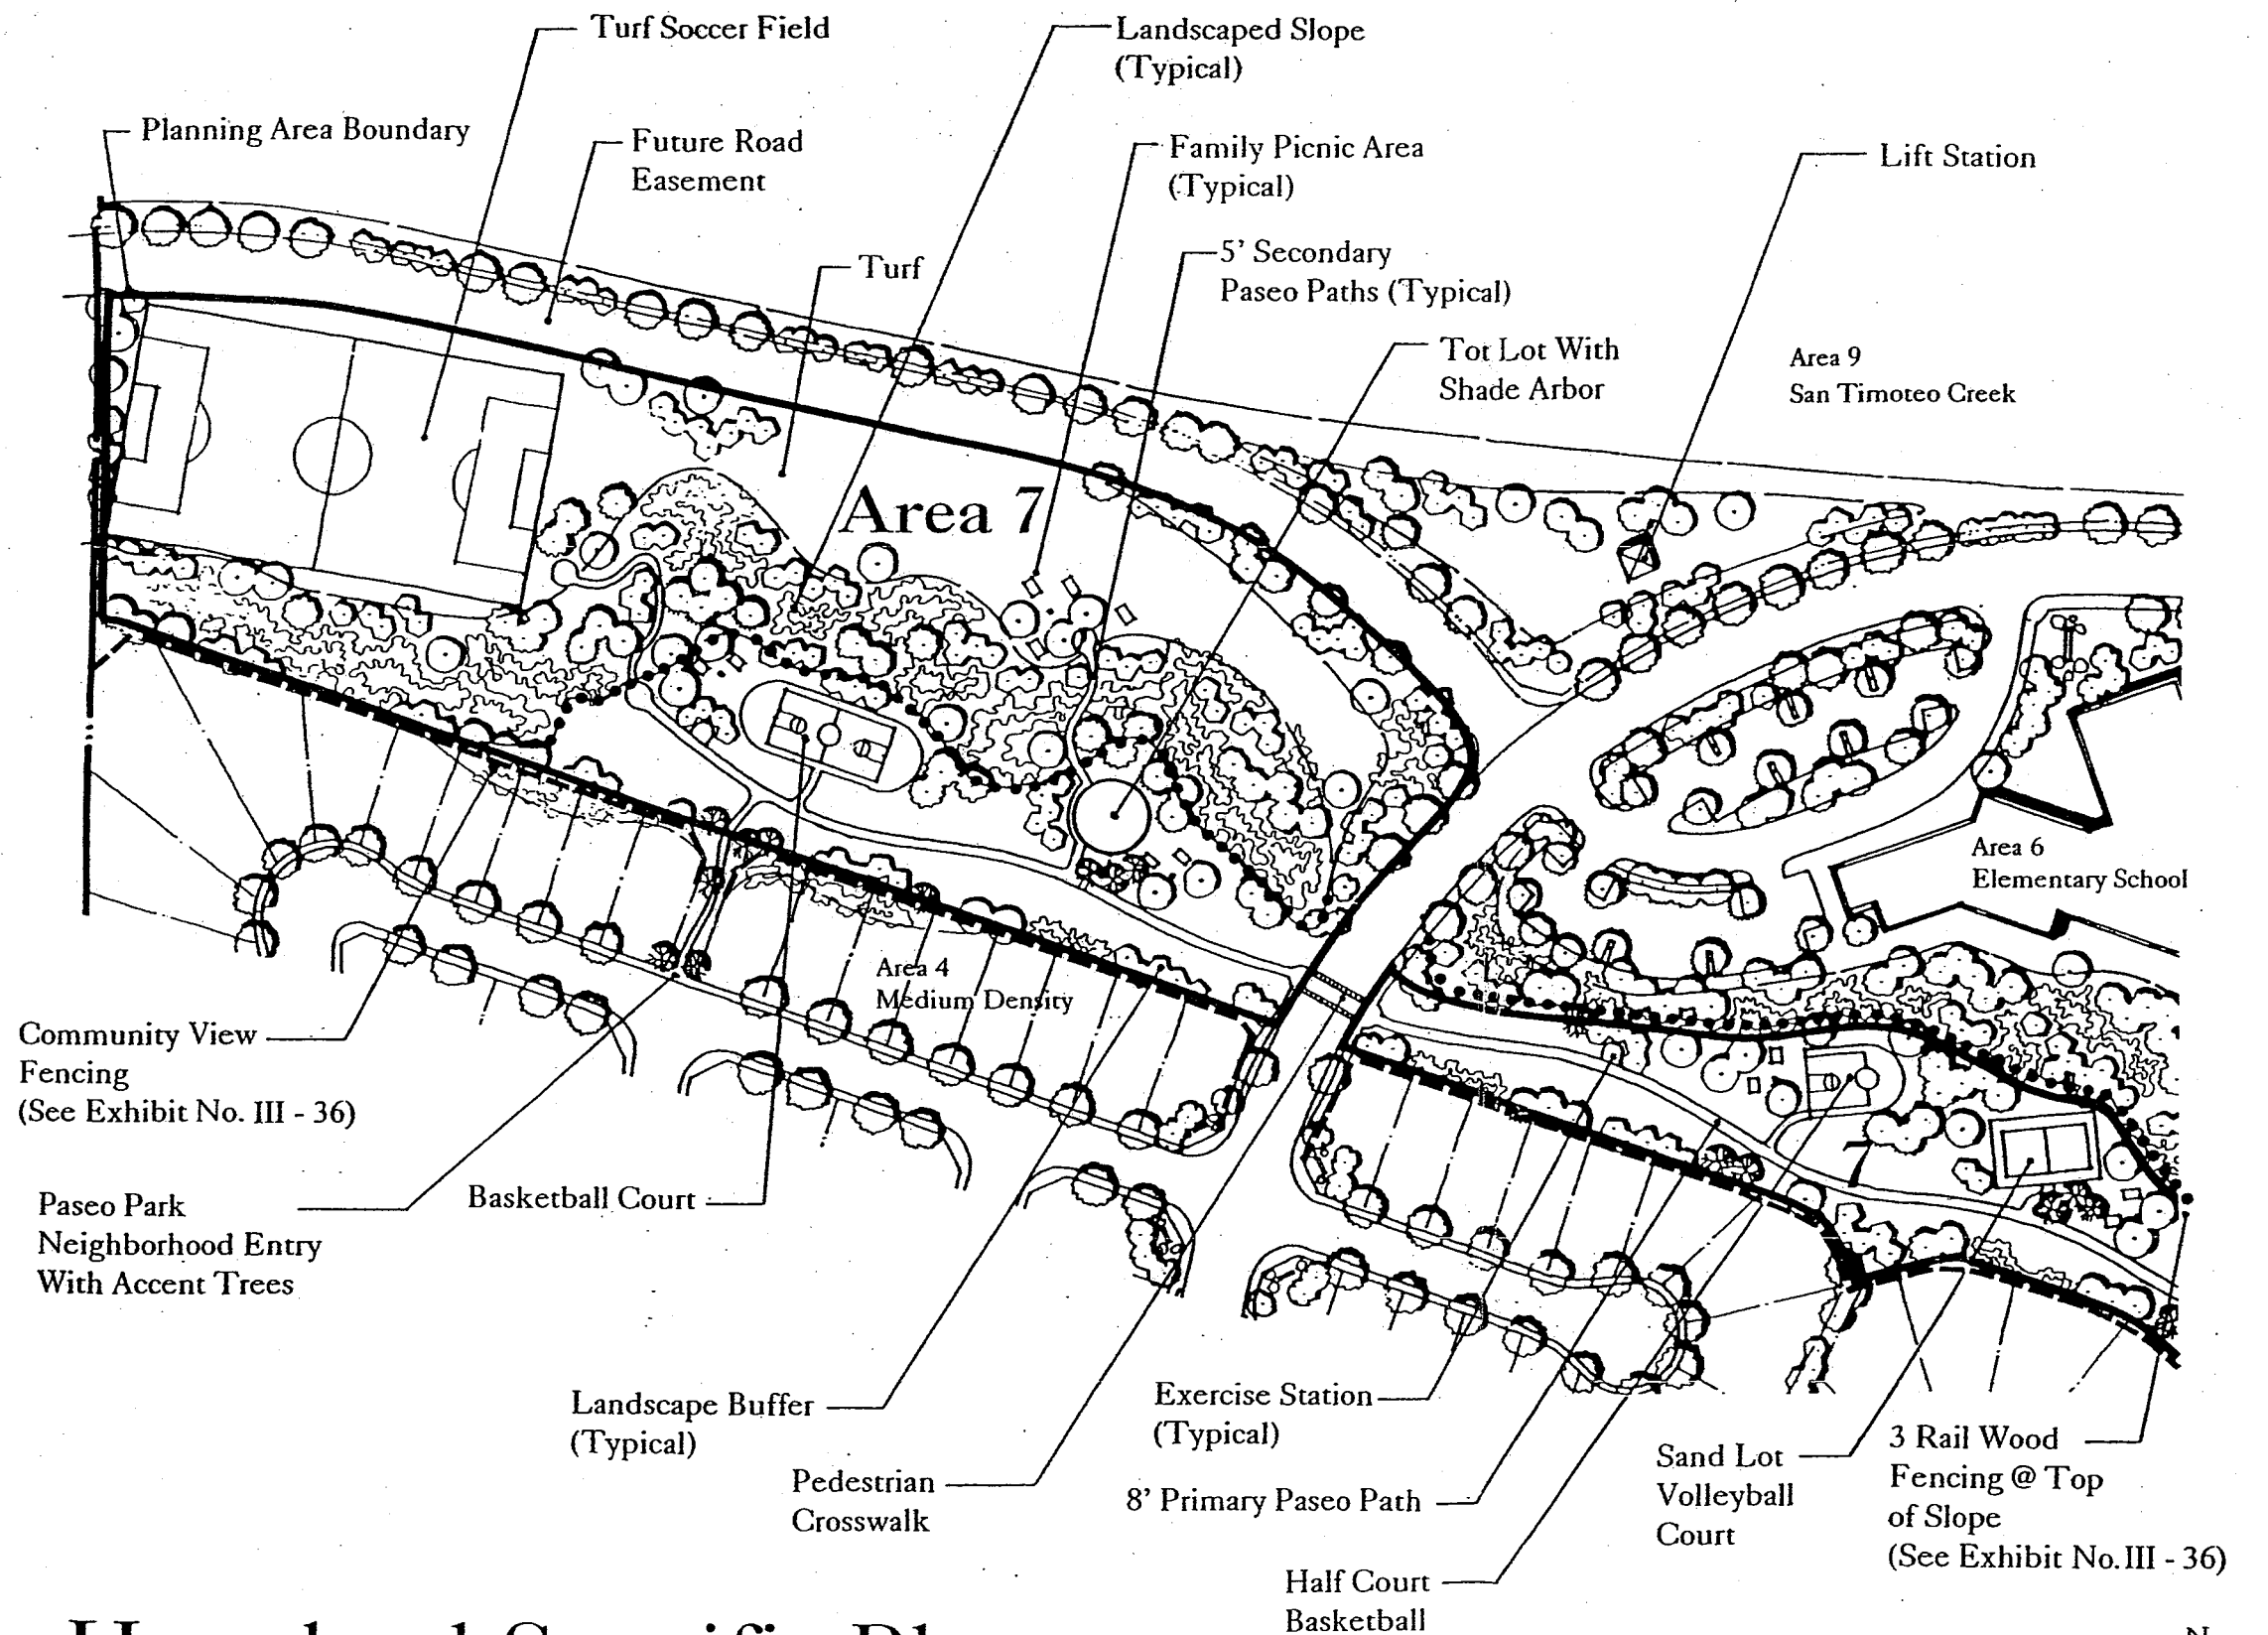 Turf Soccer Field
Landscaped Slope
(Typical)
Planning Area Boundary
Future Road
Easement
Family Picnic Area
(Typical)
Lift Station
5' Secondary
Paseo Paths (Typical)
Turf
Tot Lot With
Shade Arbor
Area 9
San Timoteo Creek
Area 7
Area 6
Elementary School
Area 4
Medium Density
Community View
Fencing
(See Exhibit No. III - 36)
Paseo Park
Neighborhood Entry
With Accent Trees
Basketball Court
Landscape Buffer
(Typical)
Pedestrian
Crosswalk
Exercise Station
(Typical)
8' Primary Paseo Path
Half Court
Basketball
Sand Lot
Volleyball
Court
3 Rail Wood
Fencing @ Top
of Slope
(See Exhibit No. III - 36)
N